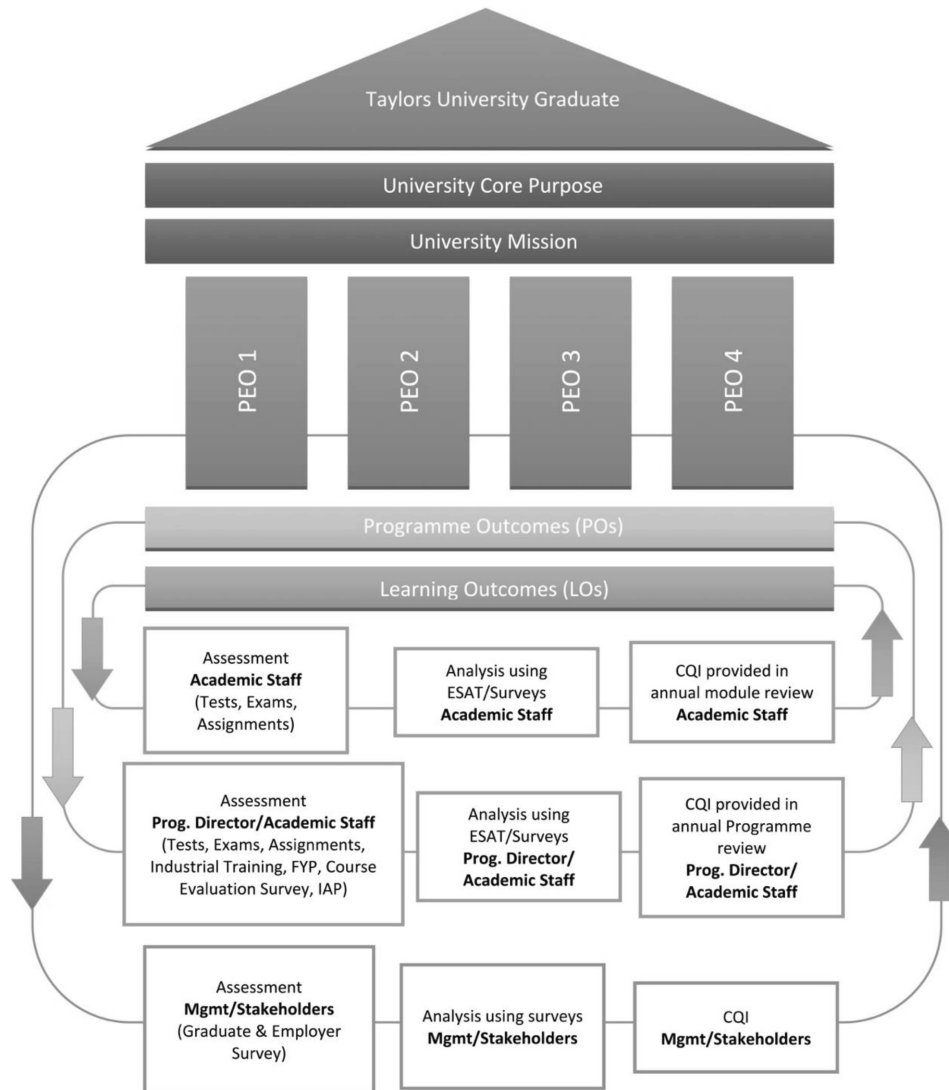 Taylors University Graduate
University Core Purpose
University Mission
PEO 1
PEO 2
PEO 3
PEO 4
Programme Outcomes (POs)
Learning Outcomes (LOs)
Assessment
Academic Staff
(Tests, Exams,
Assignments)
Analysis using
ESAT/Surveys
Academic Staff
CQI provided in
annual module review
Academic Staff
Assessment
Prog. Director/Academic Staff
(Tests, Exams, Assignments,
Industrial Training, FYP, Course
Evaluation Survey, IAP)
Analysis using
ESAT/Surveys
Prog. Director/
Academic Staff
CQI provided in
annual Programme
review
Prog. Director/
Academic Staff
Assessment
Mgmt/Stakeholders
(Graduate & Employer
Survey)
Analysis using surveys
Mgmt/Stakeholders
CQI
Mgmt/Stakeholders